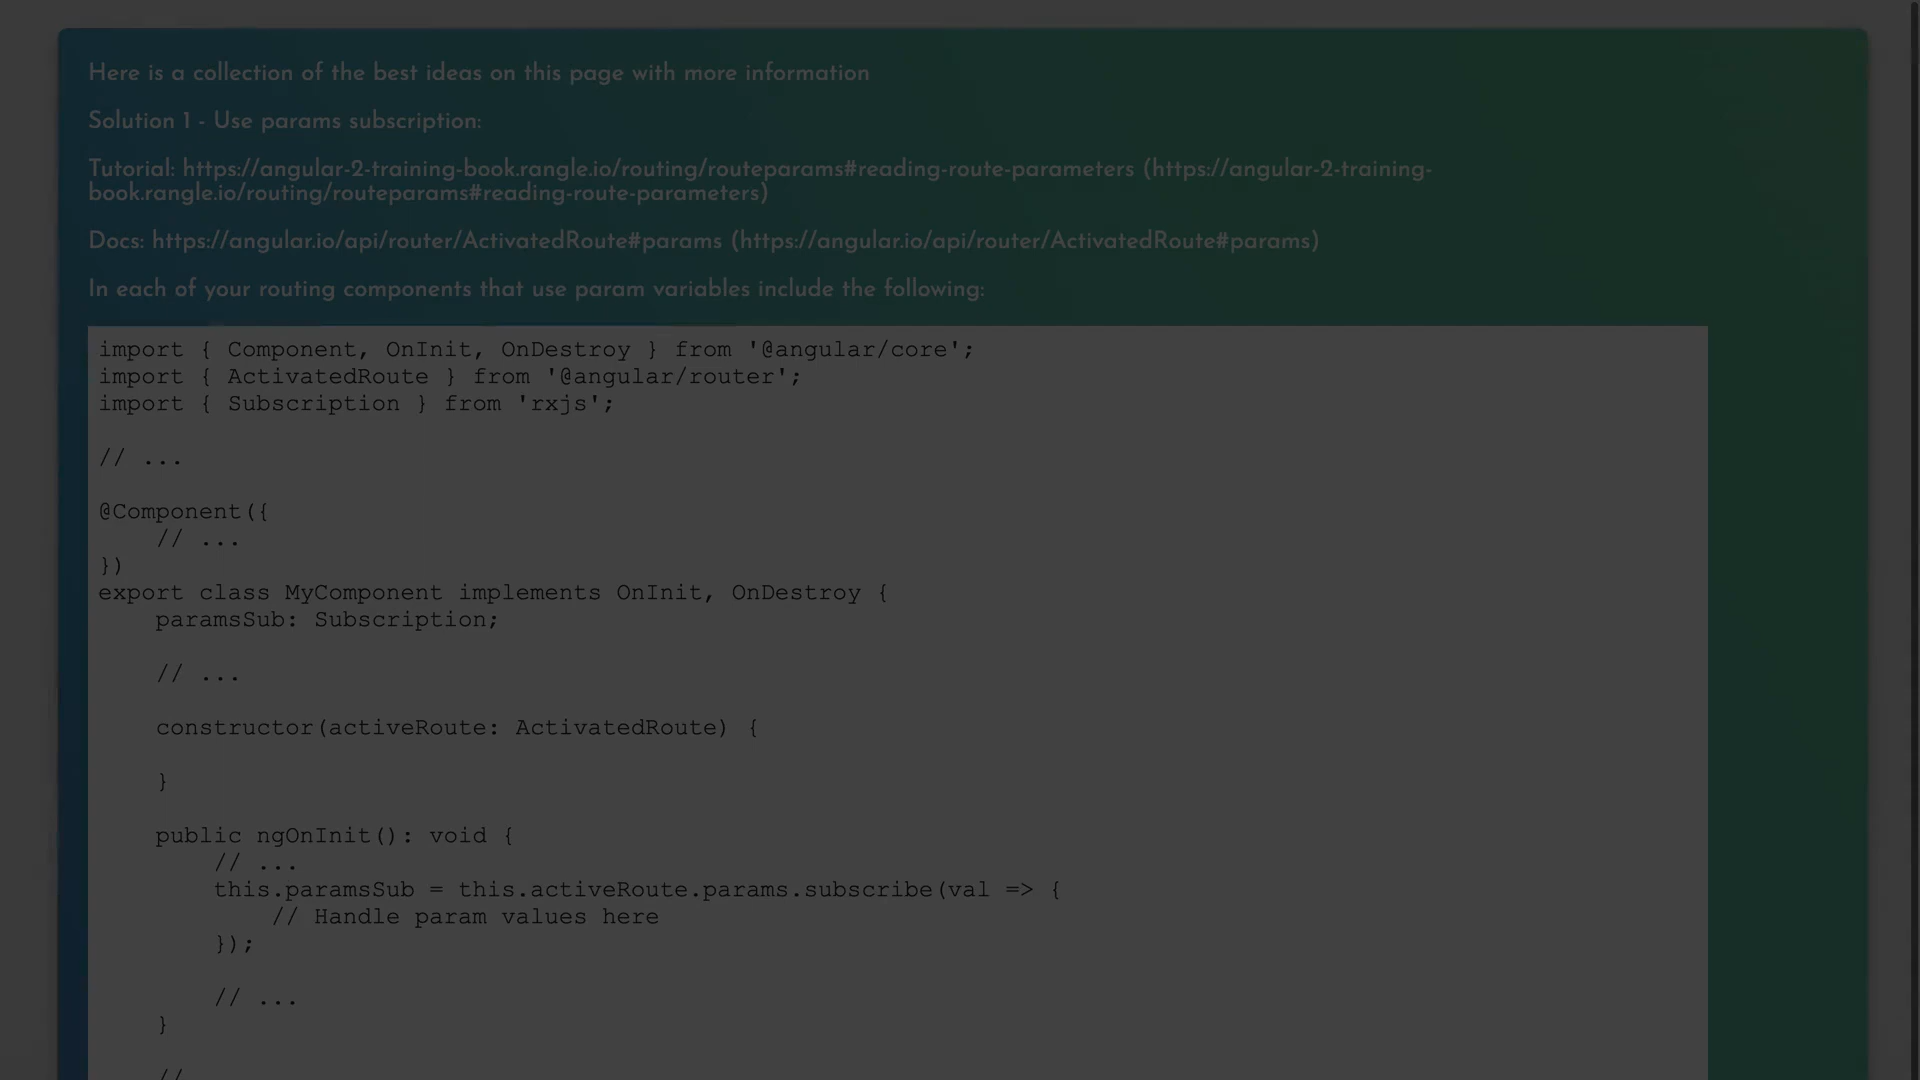 Here is a collection of the best ideas on this page with more information
Solution 1 - Use params subscription:
Tutorial: https://angular-2-training-book.rangle.io/routing/routeparams#reading-route-parameters (https://angular-2-training-
book.rangle.io/routing/routeparams#reading-route-parameters)
Docs: https://angular.io/api/router/ActivatedRoute#params (https://angular.io/api/router/ActivatedRoute#params)
In each of your routing components that use param variables include the following:
import { Component, OnInit, OnDestroy } from '@angular/core';
import { ActivatedRoute } from '@angular/router';
import { Subscription } from 'rxjs';
// ...
@Component({
    // ...
})
export class MyComponent implements OnInit, OnDestroy {
    paramsSub: Subscription;
    // ...
    constructor(activeRoute: ActivatedRoute) {
    }
    public ngOnInit(): void {
        // ...
        this.paramsSub = this.activeRoute.params.subscribe(val => {
            // Handle param values here
        });
        // ...
    }
    //